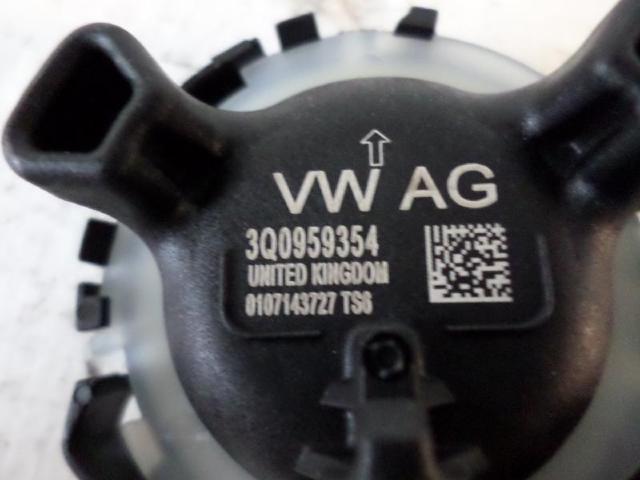 VW AG
3Q0959354
UNITED KINGDOM
0107143727 TS6